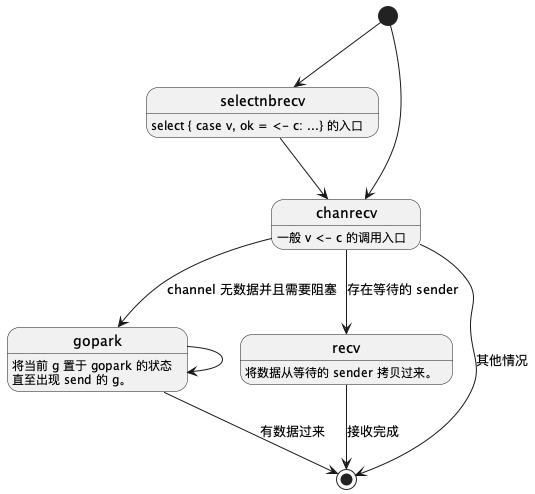 selectnbrecv
select { case v, ok = <- c: ...} 的入口
chanrecv
一般 v <- c 的调用入口
channel 无数据并且需要阻塞
存在等待的 sender
gopark
将当前 g 置于 gopark 的状态
直至出现 send 的 g。
recv
将数据从等待的 sender 拷贝过来。
其他情况
有数据过来
接收完成